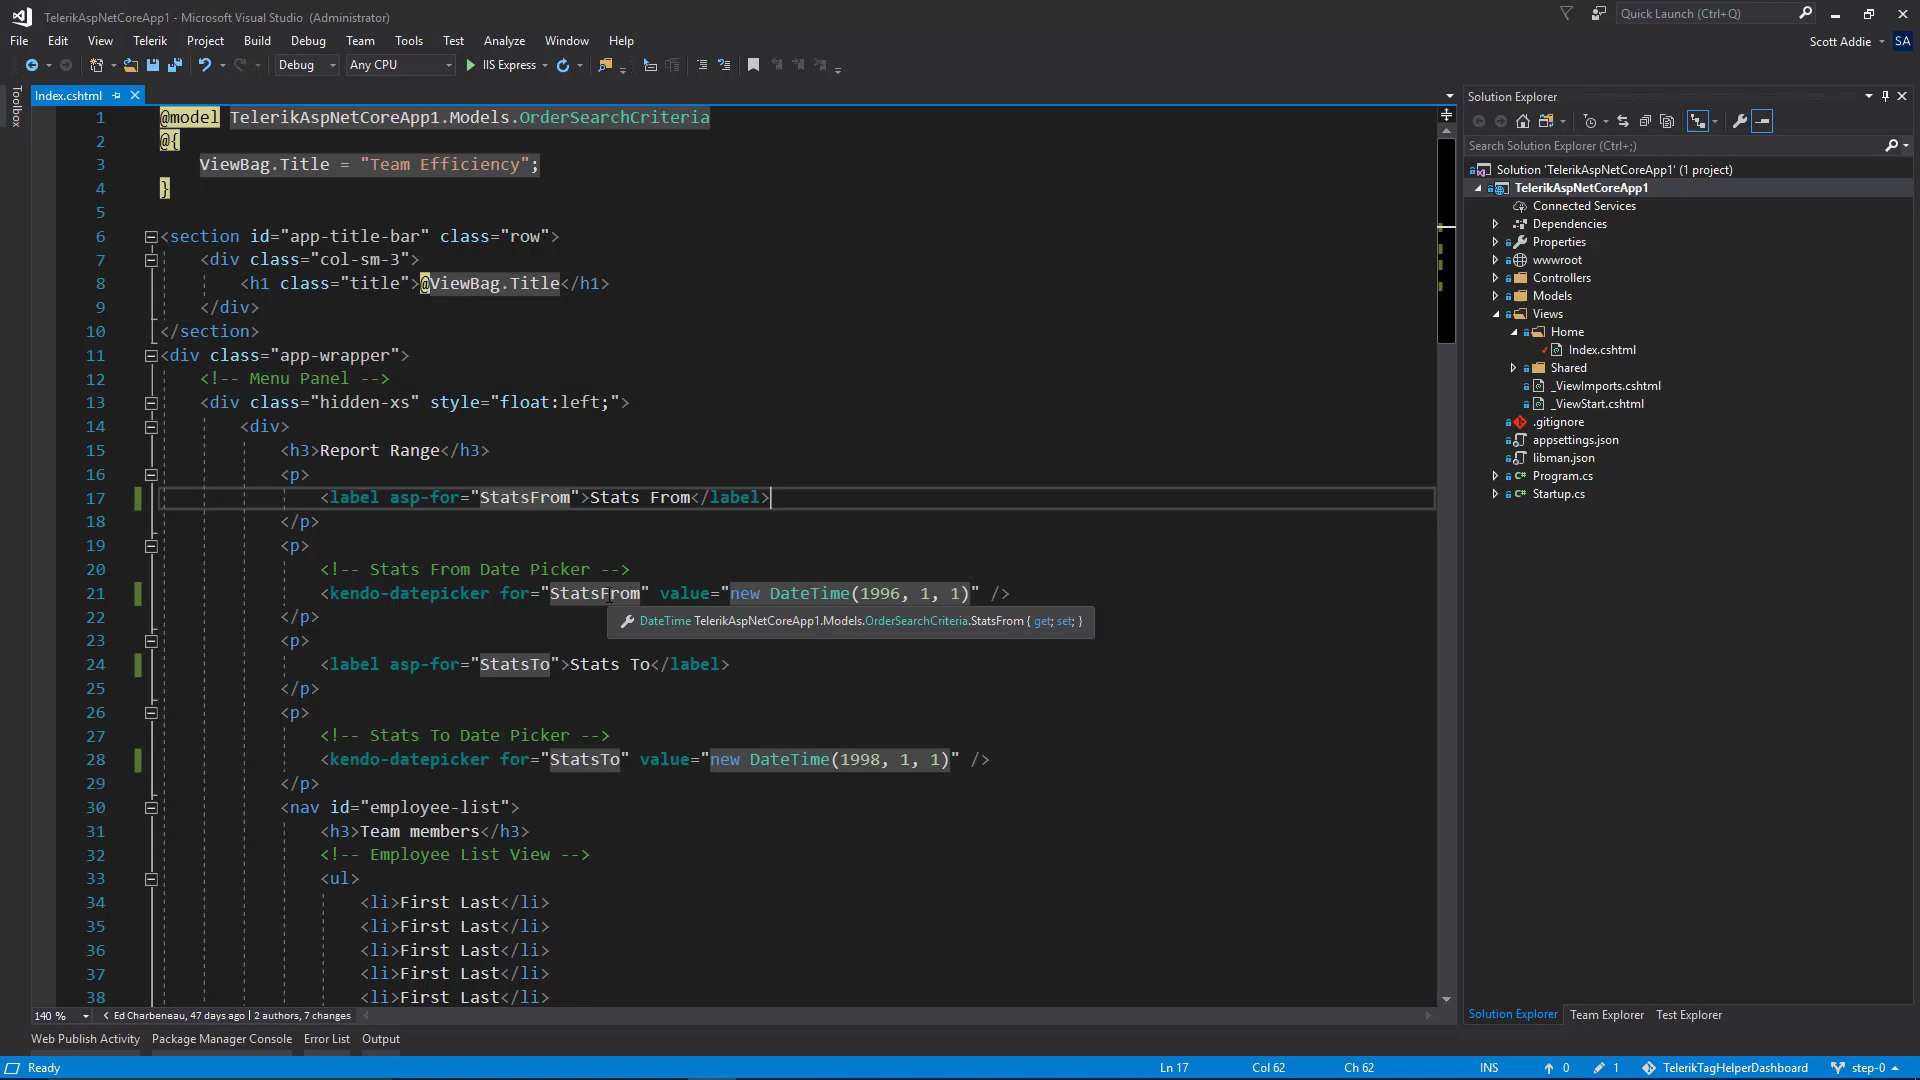 TelerikAspNetCoreApp1 - Microsoft Visual Studio (Administrator)
Quick Launch (Ctrl+Q)
File Edit View Telerik Project Build Debug Team Tools Test Analyze Window Help
Scott Addie SA
Debug Any CPU IIS Express
Toolbox
Index.cshtml
1 @model TelerikAspNetCoreApp1.Models.OrderSearchCriteria
2 @{
3 ViewBag.Title = "Team Efficiency";
4 }
5
6 <section id="app-title-bar" class="row">
7 <div class="col-sm-3">
8 <h1 class="title">@ViewBag.Title</h1>
9 </div>
10 </section>
11 <div class="app-wrapper">
12 <!-- Menu Panel -->
13 <div class="hidden-xs" style="float:left;">
14 <div>
15 <h3>Report Range</h3>
16 <p>
17 <label asp-for="StatsFrom">Stats From</label>
18 </p>
19 <p>
20 <!-- Stats From Date Picker -->
21 <kendo-datepicker for="StatsFrom" value="new DateTime(1996, 1, 1)" />
22 </p>
DateTime TelerikAspNetCoreApp1.Models.OrderSearchCriteria.StatsFrom { get; set; }
23 <p>
24 <label asp-for="StatsTo">Stats To</label>
25 </p>
26 <p>
27 <!-- Stats To Date Picker -->
28 <kendo-datepicker for="StatsTo" value="new DateTime(1998, 1, 1)" />
29 </p>
30 <nav id="employee-list">
31 <h3>Team members</h3>
32 <!-- Employee List View -->
33 <ul>
34 <li>First Last</li>
35 <li>First Last</li>
36 <li>First Last</li>
37 <li>First Last</li>
38 <li>First Last</li>
140 % Ed Charbeneau, 47 days ago | 2 authors, 7 changes
Solution Explorer
Search Solution Explorer (Ctrl+;)
Solution 'TelerikAspNetCoreApp1' (1 project)
TelerikAspNetCoreApp1
Connected Services
Dependencies
Properties
wwwroot
Controllers
Models
Views
Home
Index.cshtml
Shared
_ViewImports.cshtml
_ViewStart.cshtml
.gitignore
appsettings.json
libman.json
Program.cs
Startup.cs
Solution Explorer Team Explorer Test Explorer
Web Publish Activity Package Manager Console Error List Output
Ready Ln 17 Col 62 Ch 62 INS 0 1 TelerikTagHelperDashboard step-0